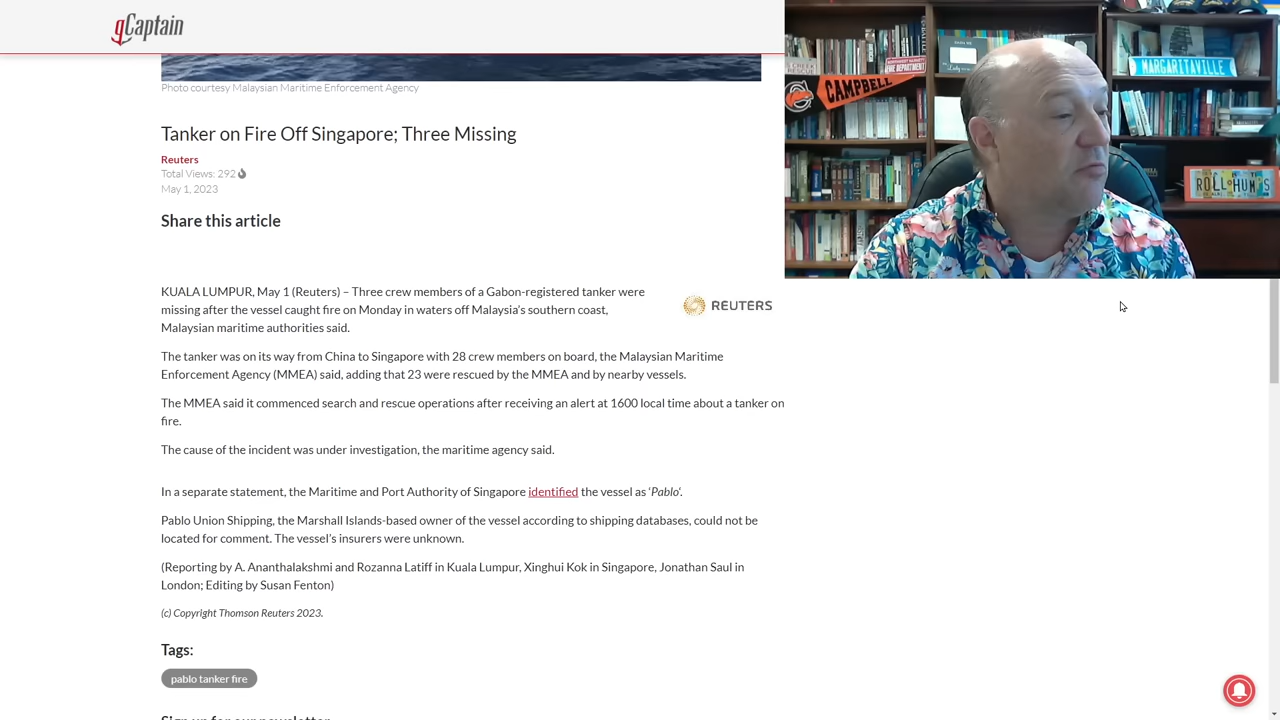 gCaptain
Photo courtesy Malaysian Maritime Enforcement Agency
Tanker on Fire Off Singapore; Three Missing
Reuters
Total Views: 292
May 1, 2023
Share this article
KUALA LUMPUR, May 1 (Reuters) – Three crew members of a Gabon-registered tanker were
missing after the vessel caught fire on Monday in waters off Malaysia's southern coast,
Malaysian maritime authorities said.
REUTERS
The tanker was on its way from China to Singapore with 28 crew members on board, the Malaysian Maritime
Enforcement Agency (MMEA) said, adding that 23 were rescued by the MMEA and by nearby vessels.
The MMEA said it commenced search and rescue operations after receiving an alert at 1600 local time about a tanker on
fire.
The cause of the incident was under investigation, the maritime agency said.
In a separate statement, the Maritime and Port Authority of Singapore identified the vessel as ‘Pablo‘.
Pablo Union Shipping, the Marshall Islands-based owner of the vessel according to shipping databases, could not be
located for comment. The vessel's insurers were unknown.
(Reporting by A. Ananthalakshmi and Rozanna Latiff in Kuala Lumpur, Xinghui Kok in Singapore, Jonathan Saul in
London; Editing by Susan Fenton)
(c) Copyright Thomson Reuters 2023.
Tags:
pablo tanker fire
Sign up for our newsletter
CAMPBELL
MARGARITAVILLE
RESCUE
DEPARTMENT
ROLL HUM S